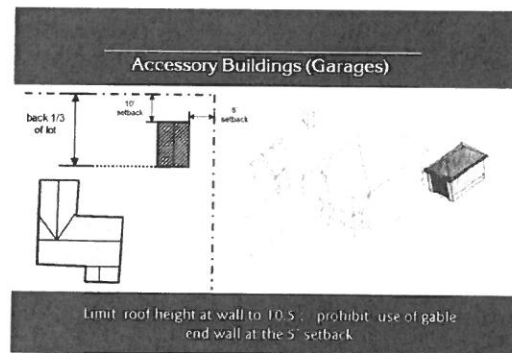 Accessory Buildings (Garages)
back 1/3
of lot
10'
setback
5'
setback
Limit roof height at wall to 10.5'; prohibit use of gable
end wall at the 5' setback